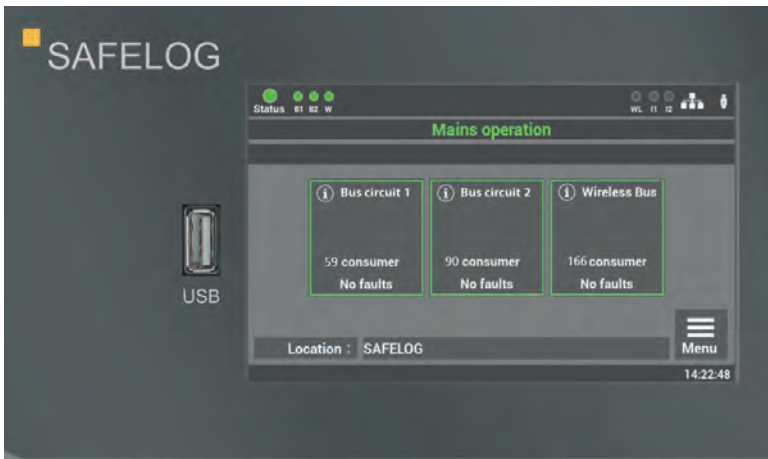 SAFELOG
Status B1 B2 W
WL I1 I2
Mains operation
Bus circuit 1
59 consumer
No faults
Bus circuit 2
90 consumer
No faults
Wireless Bus
166 consumer
No faults
USB
Location : SAFELOG
Menu
14:22:48